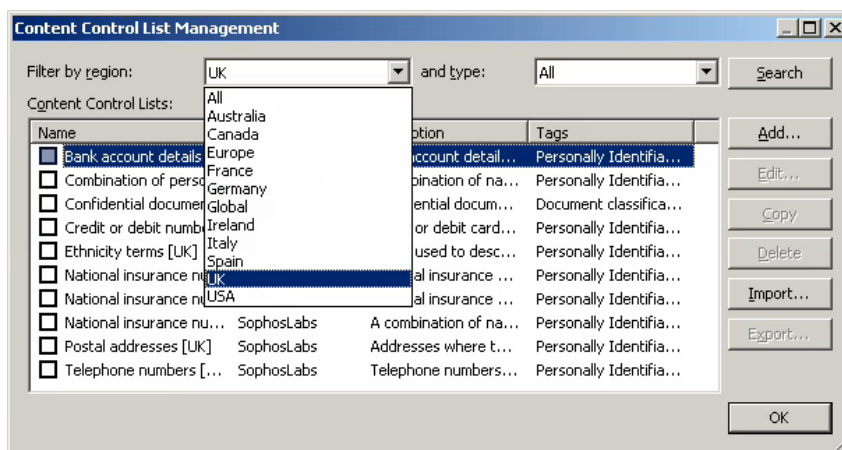 Content Control List Management
Filter by region: UK and type: All Search
Content Control Lists:
All
Australia
Canada
Europe
France
Germany
Global
Ireland
Italy
Spain
UK
USA
Name ption Tags Add...
Bank account details account detail... Personally Identifia...
Combination of perso bination of na... Personally Identifia... Edit...
Confidential documen ential docum... Document classifica...
Credit or debit numb or debit card... Personally Identifia... Copy
Ethnicity terms [UK] used to desc... Personally Identifia... Delete
National insurance nu al insurance ... Personally Identifia...
National insurance nu al insurance ... Personally Identifia... Import...
National insurance nu... SophosLabs A combination of na... Personally Identifia...
Postal addresses [UK] SophosLabs Addresses where t... Personally Identifia... Export...
Telephone numbers [... SophosLabs Telephone numbers... Personally Identifia...
OK